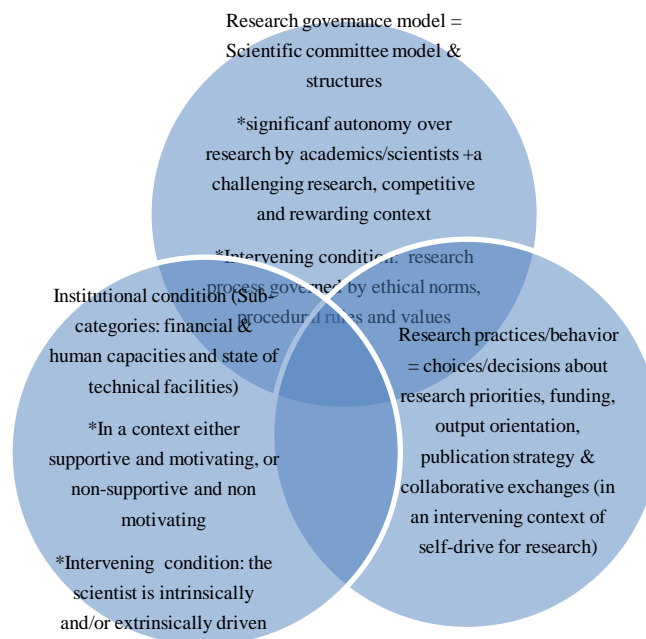 Research governance model =
Scientific committee model &
structures
*significanf autonomy over
research by academics/scientists +a
challenging research, competitive
and rewarding context
*Intervening condition: research
process governed by ethical norms,
procedural rules and values
Institutional condition (Sub-
categories: financial &
human capacities and state of
technical facilities)
*In a context either
supportive and motivating, or
non-supportive and non
motivating
*Intervening condition: the
scientist is intrinsically
and/or extrinsically driven
Research practices/behavior
= choices/decisions about
research priorities, funding,
output orientation,
publication strategy &
collaborative exchanges (in
an intervening context of
self-drive for research)